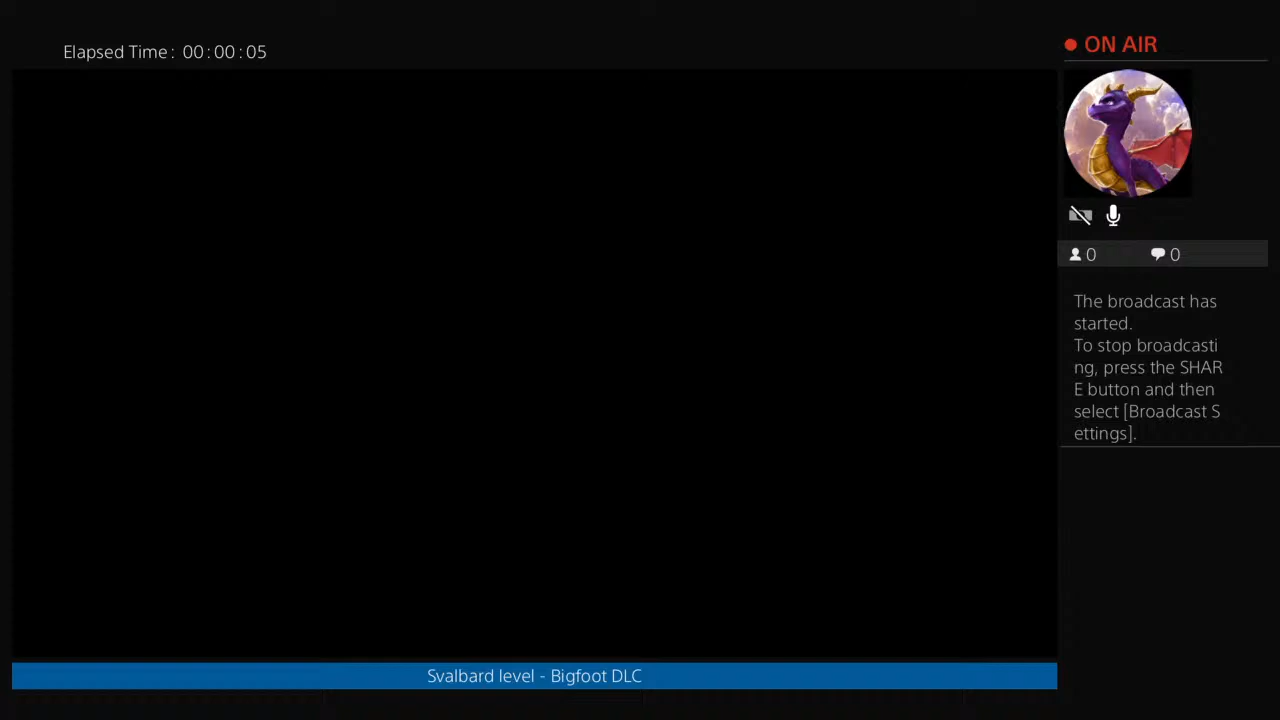 Elapsed Time: 00:00:05
ON AIR
0 0
The broadcast has
started.
To stop broadcasti
ng, press the SHAR
E button and then
select [Broadcast S
ettings].
Svalbard level - Bigfoot DLC